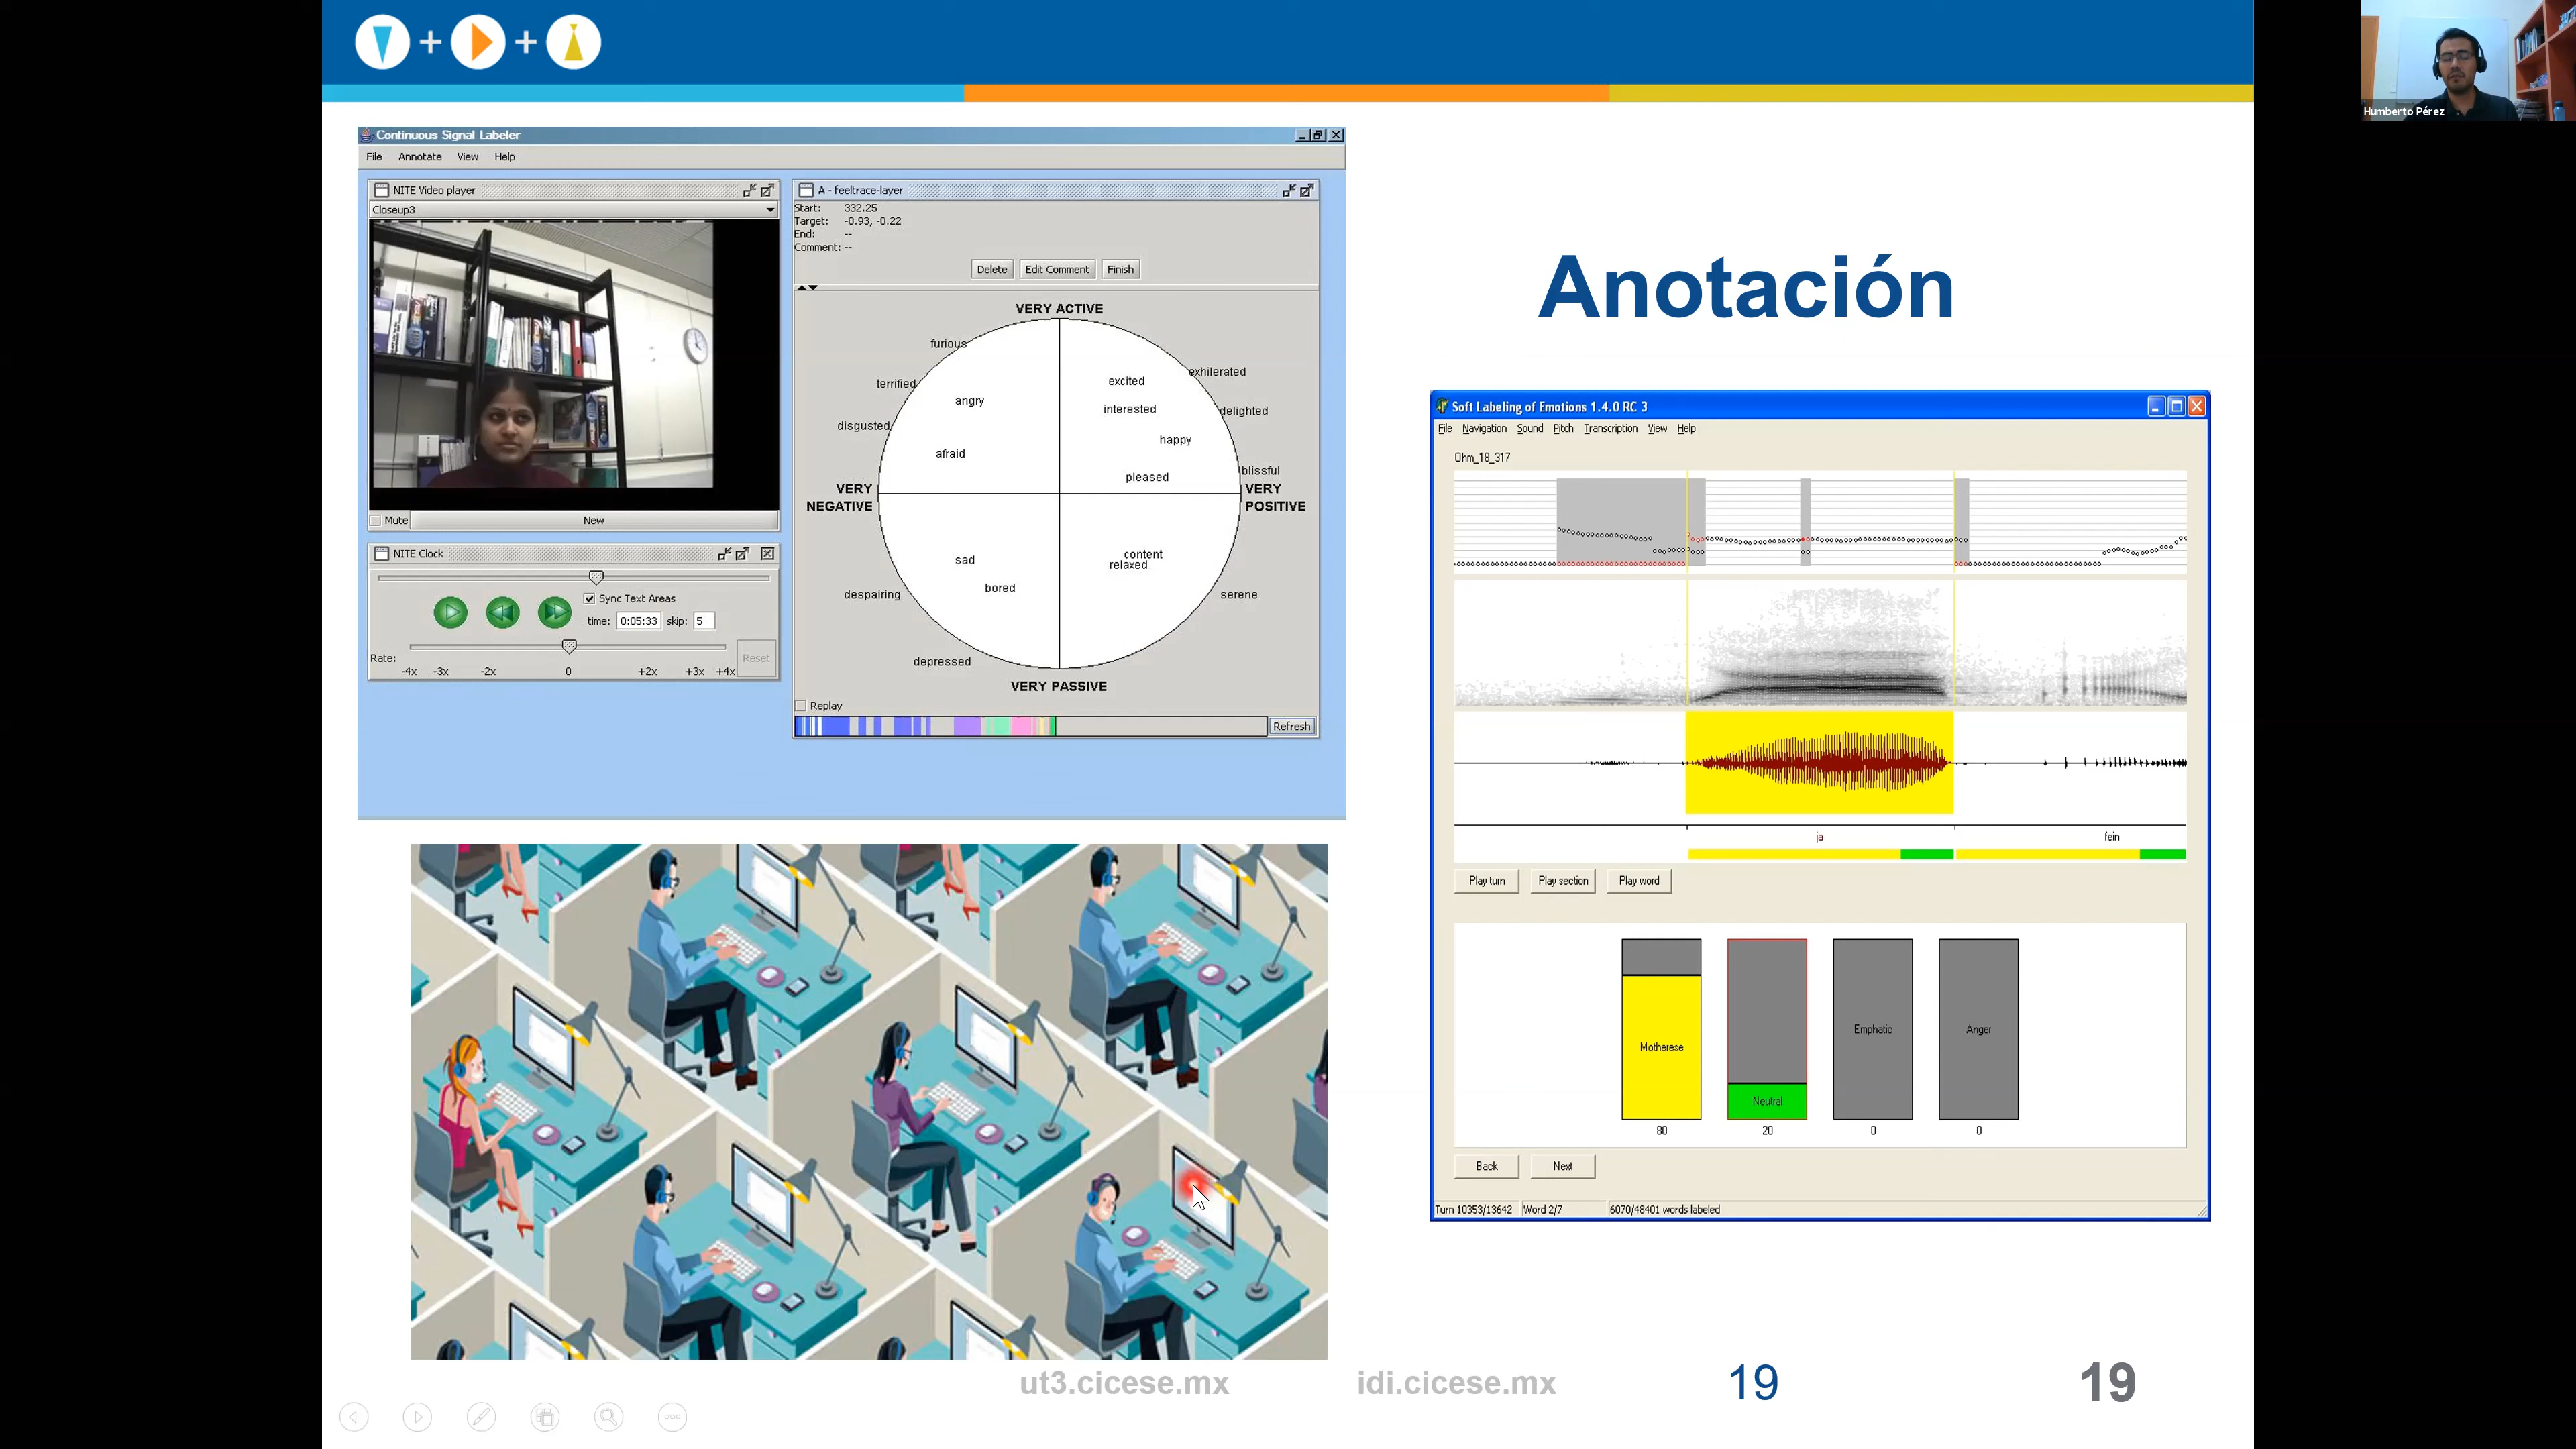 Humberto Pérez
Continuous Signal Labeler
File Annotate View Help
NITE Video player
Closeup3
Mute New
NITE Clock
Sync Text Areas
time: 0:05:33 skip: 5
Rate:
-4x -3x -2x 0 +2x +3x +4x
Reset
A - feeltrace-layer
Start: 332.25
Target: -0.93, -0.22
End: --
Comment: --
Delete Edit Comment Finish
VERY ACTIVE
furious
exhilerated
terrified
excited
angry
interested
delighted
disgusted
happy
afraid
blissful
pleased
VERY NEGATIVE
VERY POSITIVE
sad
content
relaxed
bored
despairing
serene
depressed
VERY PASSIVE
Replay
Refresh
Anotación
Soft Labeling of Emotions 1.4.0 RC 3
File Navigation Sound Pitch Transcription View Help
Ohm_18_317
ja fein
Play turn Play section Play word
Motherese Neutral Emphatic Anger
80 20 0 0
Back Next
Turn 10353/13642 Word 2/7 6070/48401 words labeled
ut3.cicese.mx idi.cicese.mx 19 19